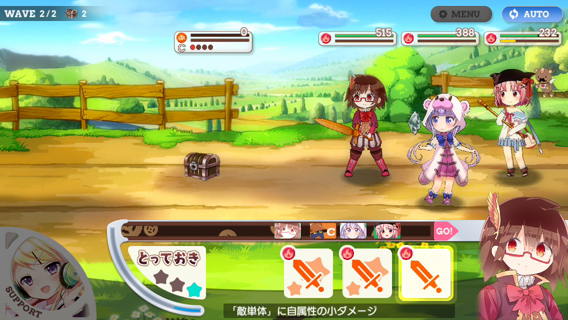 WAVE 2/2 2
MENU
AUTO
0
C
515
388
232
C
GO!
とっておき
SUPPORT
「敵単体」に自属性の小ダメージ